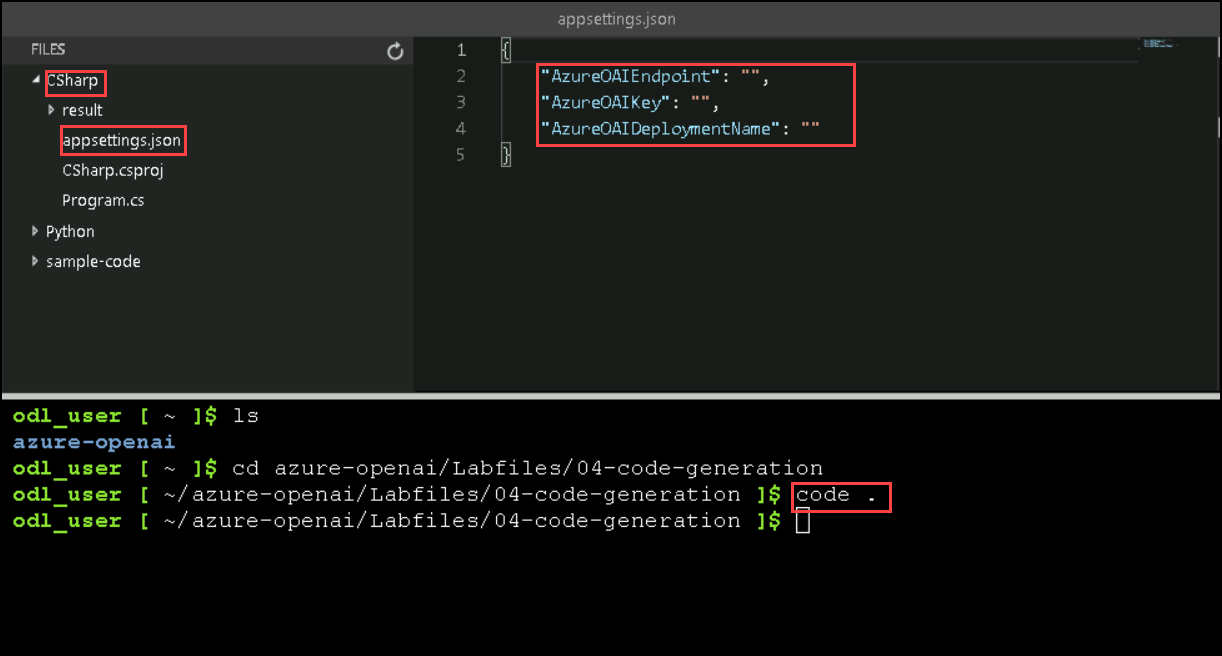 appsettings.json
FILES
CSharp
result
appsettings.json
CSharp.csproj
Program.cs
Python
sample-code
1 {
2 "AzureOAIEndpoint": "",
3 "AzureOAIKey": "",
4 "AzureOAIDeploymentName": ""
5 }
odl_user [ ~ ]$ ls
azure-openai
odl_user [ ~ ]$ cd azure-openai/Labfiles/04-code-generation
odl_user [ ~/azure-openai/Labfiles/04-code-generation ]$ code .
odl_user [ ~/azure-openai/Labfiles/04-code-generation ]$